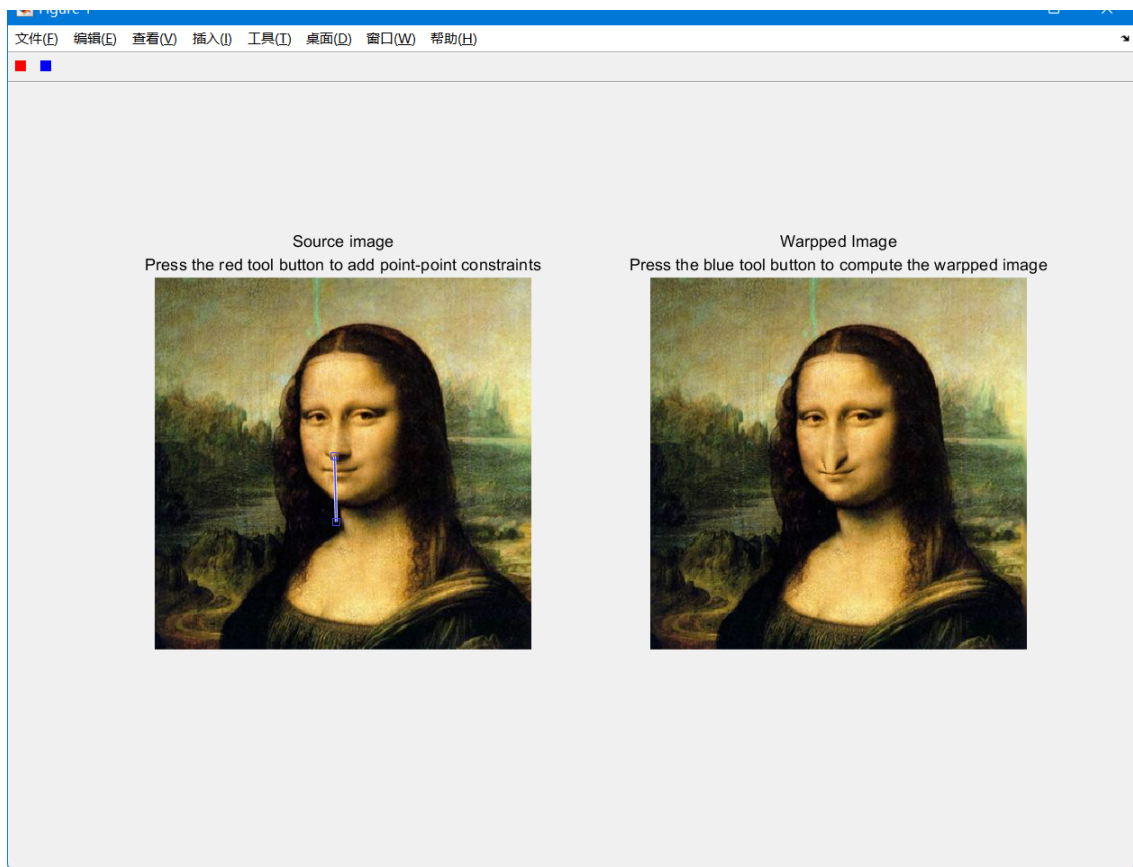 Figure 1
文件(F) 编辑(E) 查看(V) 插入(I) 工具(T) 桌面(D) 窗口(W) 帮助(H)
Source image
Press the red tool button to add point-point constraints
Warpped Image
Press the blue tool button to compute the warpped image